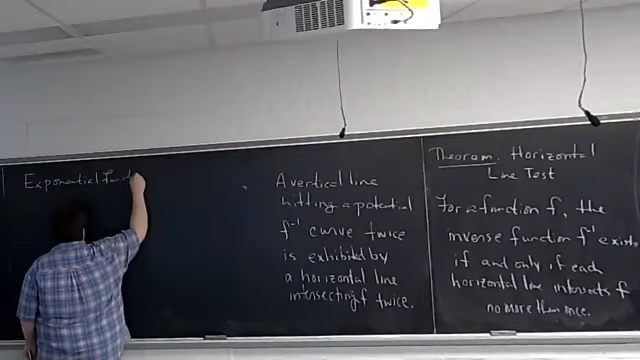 Exponential Fun
A vertical line
hitting a potential
f⁻¹ curve twice
is exhibited by
a horizontal line
intersecting f twice.
Theorem. Horizontal
Line Test
For a function f, the
inverse function f⁻¹ exists
if and only if each
horizontal line intersects f
no more than once.